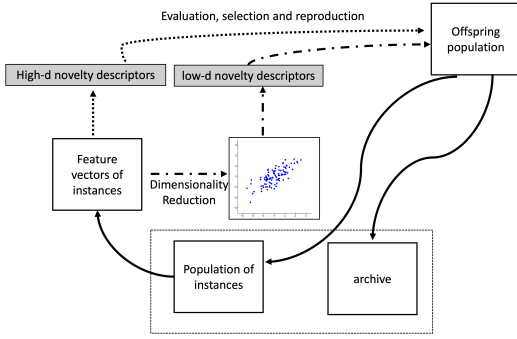 Evaluation, selection and reproduction
Offspring
population
High-d novelty descriptors
low-d novelty descriptors
Feature
vectors of
instances
Dimensionality
Reduction
Population of
instances
archive